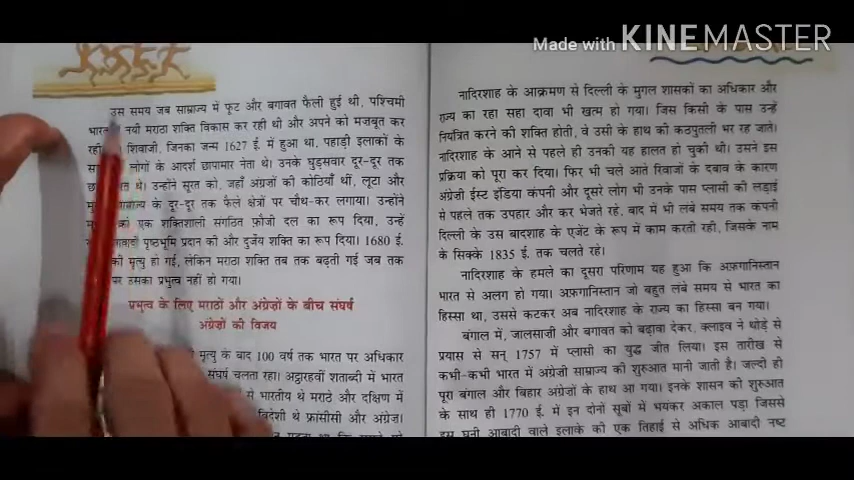 Made with KINEMASTER
उस समय जब साम्राज्य में फूट और बगावत फैली हुई थी, पश्चिमी
भारत नयी मराठा शक्ति विकास कर रही थी और अपने को मजबूत कर
रही शिवाजी, जिनका जन्म 1627 ई. में हुआ था, पहाड़ी इलाकों के
लोगों के आदर्श छापामार नेता थे। उनके घुड़सवार दूर-दूर तक
थे। उन्होंने सूरत को, जहाँ अंग्रज़ों की कोठियाँ थीं, लूटा और
के दूर-दूर तक फैले क्षेत्रों पर चौथ-कर लगाया। उन्होंने
को एक शक्तिशाली संगठित फ़ौजी दल का रूप दिया, उन्हें
पृष्ठभूमि प्रदान की और दुर्जेय शक्ति का रूप दिया। 1680 ई.
की मृत्यु हो गई, लेकिन मराठा शक्ति तब तक बढ़ती गई जब तक
पर उसका प्रभुत्व नहीं हो गया।
प्रभुत्व के लिए मराठों और अंग्रेज़ों के बीच संघर्ष
अंग्रेज़ों की विजय
मृत्यु के बाद 100 वर्ष तक भारत पर अधिकार
संघर्ष चलता रहा। अट्ठारहवीं शताब्दी में भारत
से भारतीय थे मराठे और दक्षिण में
विदेशी थे फ्रांसीसी और अंग्रेज़।
नादिरशाह के आक्रमण से दिल्ली के मुगल शासकों का अधिकार और
राज्य का रहा सहा दावा भी खत्म हो गया। जिस किसी के पास उन्हें
नियंत्रित करने की शक्ति होती, वे उसी के हाथ की कठपुतली भर रह जाते।
नादिरशाह के आने से पहले ही उनकी यह हालत हो चुकी थी। उसने इस
प्रक्रिया को पूरा कर दिया। फिर भी चले आते रिवाजों के दबाव के कारण
अंग्रेज़ी ईस्ट इंडिया कंपनी और दूसरे लोग भी उनके पास प्लासी की लड़ाई
से पहले तक उपहार और कर भेजते रहे, बाद में भी लंबे समय तक कंपनी
दिल्ली के उस बादशाह के एजेंट के रूप में काम करती रही, जिसके नाम
के सिक्के 1835 ई. तक चलते रहे।
नादिरशाह के हमले का दूसरा परिणाम यह हुआ कि अफ़गानिस्तान
भारत से अलग हो गया। अफ़गानिस्तान जो बहुत लंबे समय से भारत का
हिस्सा था, उससे कटकर अब नादिरशाह के राज्य का हिस्सा बन गया।
बंगाल में, जालसाज़ी और बगावत को बढ़ावा देकर, क्लाइव ने थोड़े से
प्रयास से सन् 1757 में प्लासी का युद्ध जीत लिया। इस तारीख से
कभी-कभी भारत में अंग्रेज़ी साम्राज्य की शुरुआत मानी जाती है। जल्दी ही
पूरा बंगाल और बिहार अंग्रेज़ों के हाथ आ गया। इनके शासन की शुरुआत
के साथ ही 1770 ई. में इन दोनों सूबों में भयंकर अकाल पड़ा जिससे
इस घनी आबादी वाले इलाके की एक तिहाई से अधिक आबादी नष्ट